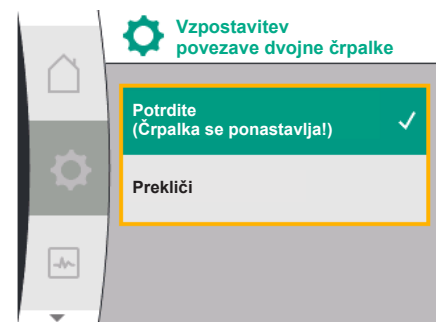 Vzpostavitev
povezave dvojne črpalke
Potrdite
(Črpalka se ponastavlja!)
Prekliči